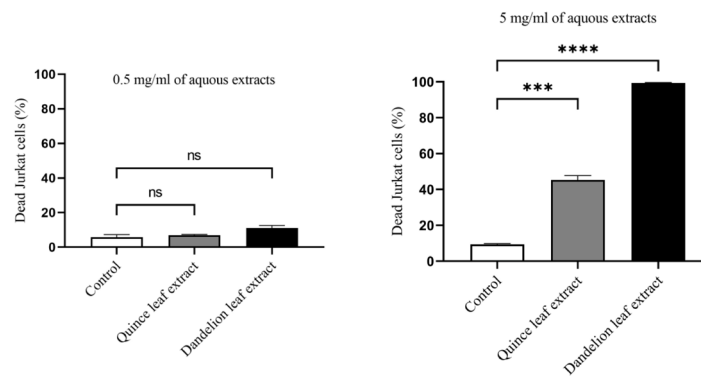 0.5 mg/ml of aquous extracts
Dead Jurkat cells (%)
100
80
60
40
20
0
ns
ns
Control
Quince leaf extract
Dandelion leaf extract
5 mg/ml of aquous extracts
Dead Jurkat cells (%)
100
80
60
40
20
0
****
***
Control
Quince leaf extract
Dandelion leaf extract